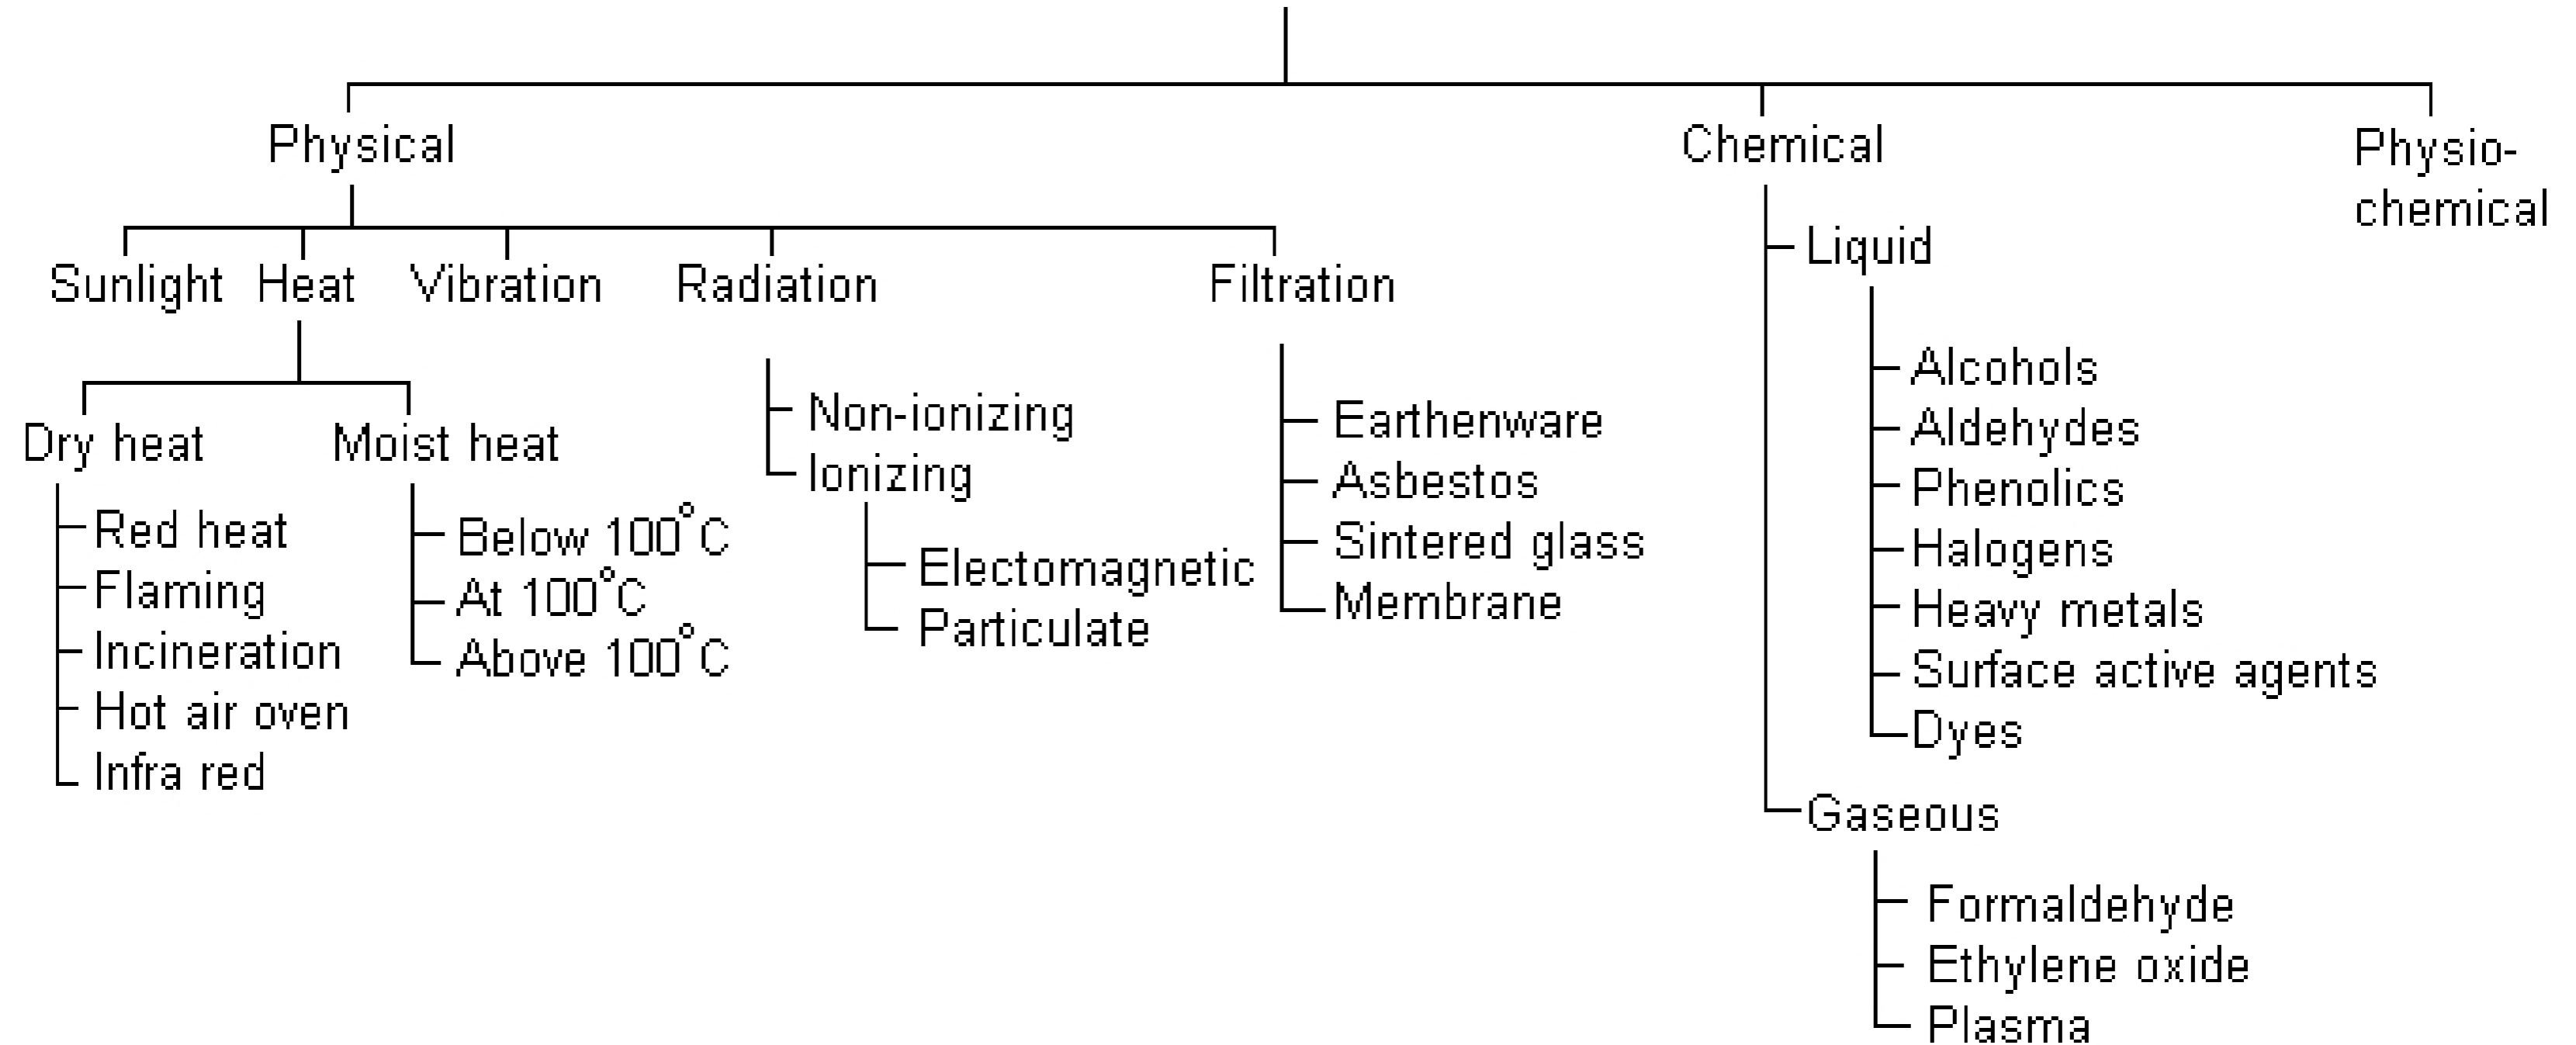 Physical
Chemical
Physio-
chemical
Sunlight
Heat
Vibration
Radiation
Filtration
Dry heat
Red heat
Flaming
Incineration
Hot air oven
Infra red
Moist heat
Below 100°C
At 100°C
Above 100°C
Non-ionizing
Ionizing
Electomagnetic
Particulate
Earthenware
Asbestos
Sintered glass
Membrane
Liquid
Alcohols
Aldehydes
Phenolics
Halogens
Heavy metals
Surface active agents
Dyes
Gaseous
Formaldehyde
Ethylene oxide
Plasma